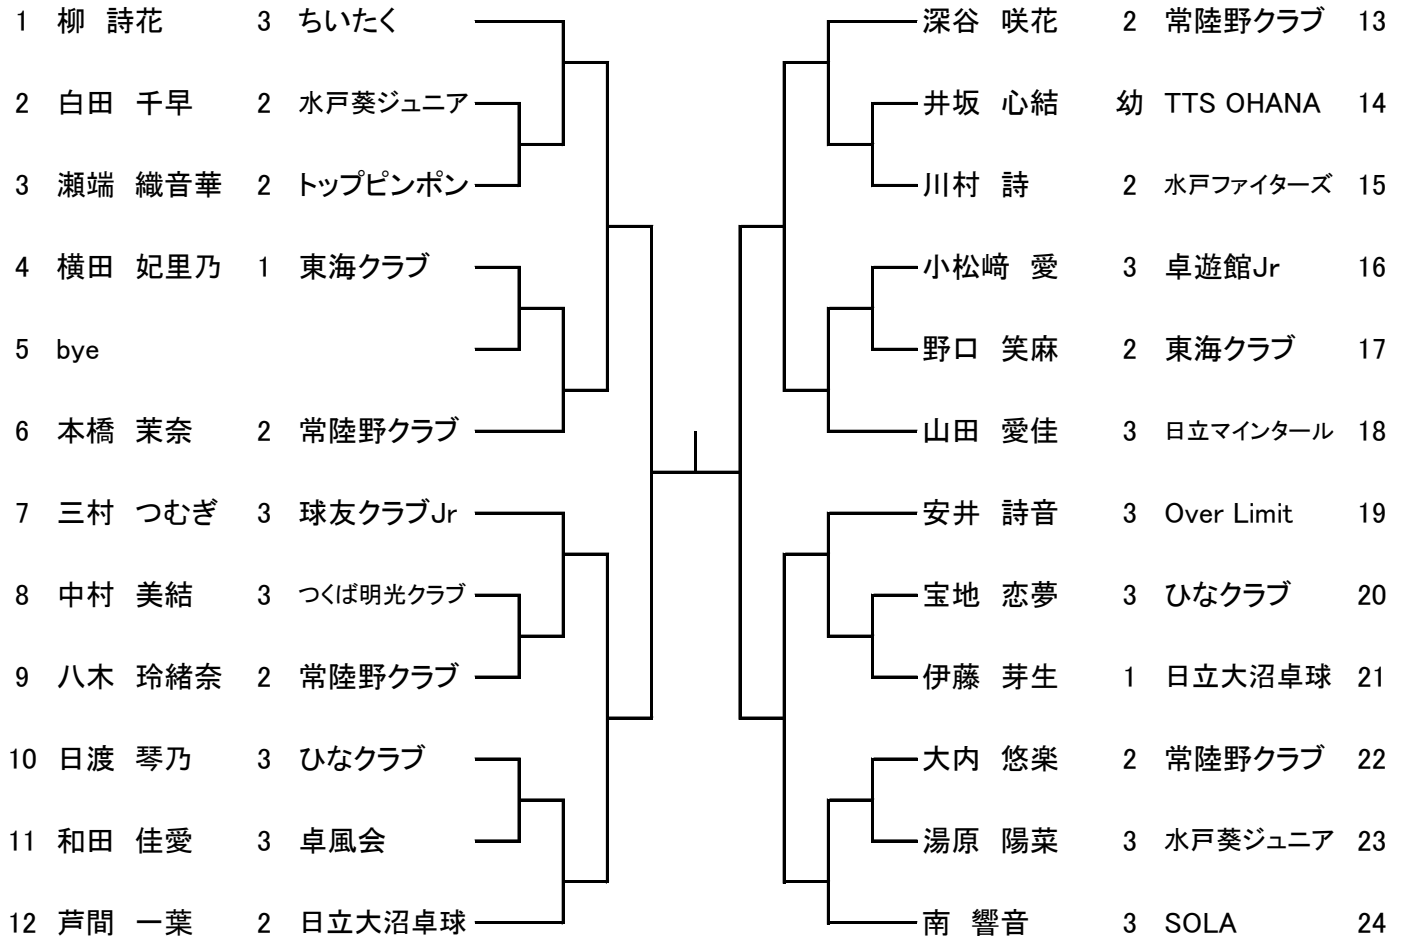 1 柳 詩花 3 ちいたく 深谷 咲花 2 常陸野クラブ 13
2 白田 千早 2 水戸葵ジュニア 井坂 心結 幼 TTS OHANA 14
3 瀬端 織音華 2 トップピンポン 川村 詩 2 水戸ファイターズ 15
4 横田 妃里乃 1 東海クラブ 小松﨑 愛 3 卓遊館Jr 16
5 bye 野口 笑麻 2 東海クラブ 17
6 本橋 茉奈 2 常陸野クラブ 山田 愛佳 3 日立マインタール 18
7 三村 つむぎ 3 球友クラブJr 安井 詩音 3 Over Limit 19
8 中村 美結 3 つくば明光クラブ 宝地 恋夢 3 ひなクラブ 20
9 八木 玲緒奈 2 常陸野クラブ 伊藤 芽生 1 日立大沼卓球 21
10 日渡 琴乃 3 ひなクラブ 大内 悠楽 2 常陸野クラブ 22
11 和田 佳愛 3 卓風会 湯原 陽菜 3 水戸葵ジュニア 23
12 芦間 一葉 2 日立大沼卓球 南 響音 3 SOLA 24